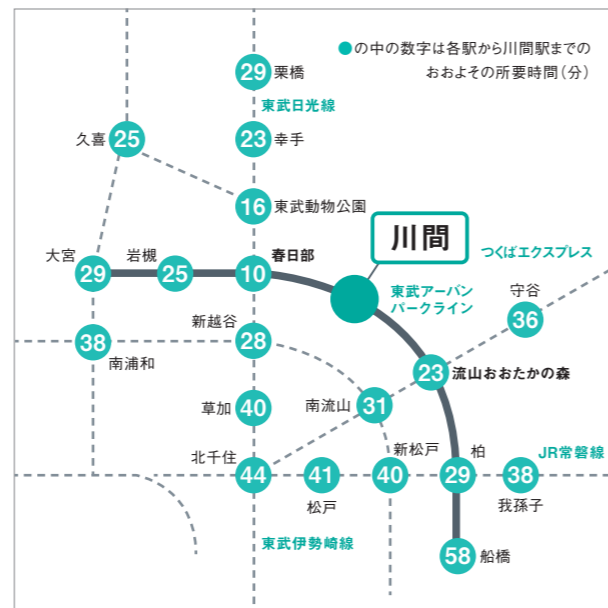 ●の中の数字は各駅から川間駅までの
おおよその所要時間（分）
29 栗橋
東武日光線
久喜 25
23 幸手
16 東武動物公園
川間
大宮 29
岩槻 25
春日部 10
東武アーバン
パークライン
つくばエクスプレス
守谷 36
新越谷 28
38 南浦和
23 流山おおたかの森
草加 40
南流山 31
北千住 44
41 松戸
新松戸 40
柏 29
JR常磐線
38 我孫子
東武伊勢崎線
58 船橋